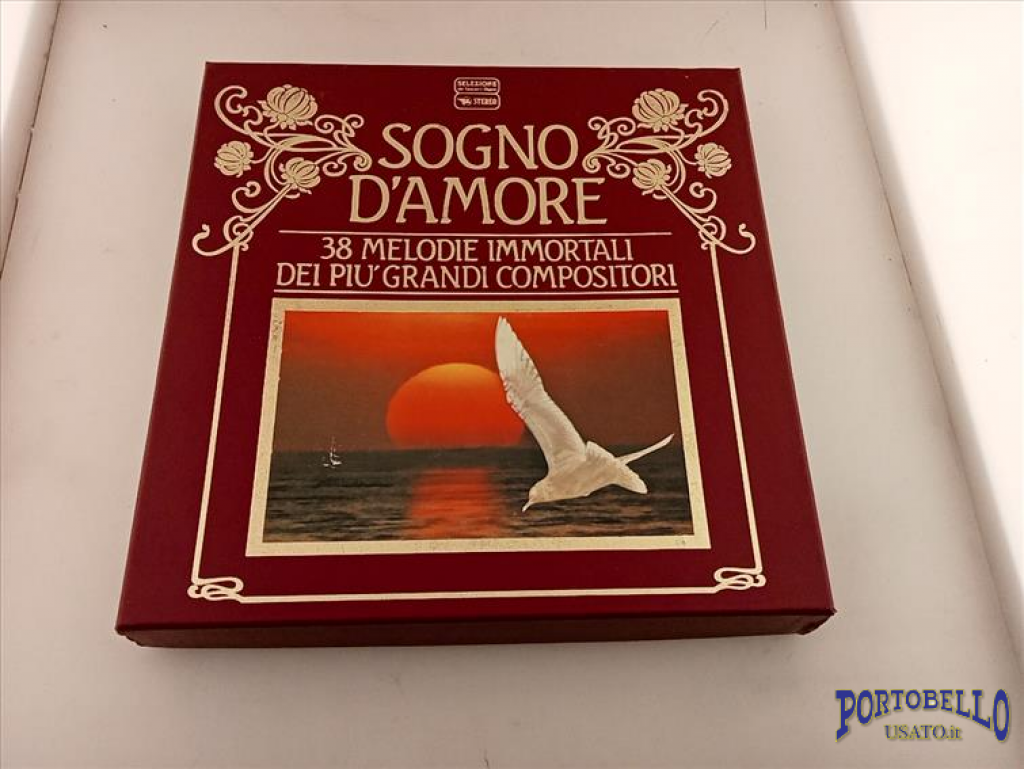 SELEZIONE
STEREO
SOGNO
D'AMORE
38 MELODIE IMMORTALI
DEI PIU' GRANDI COMPOSITORI
PORTOBELLO
USATO.it